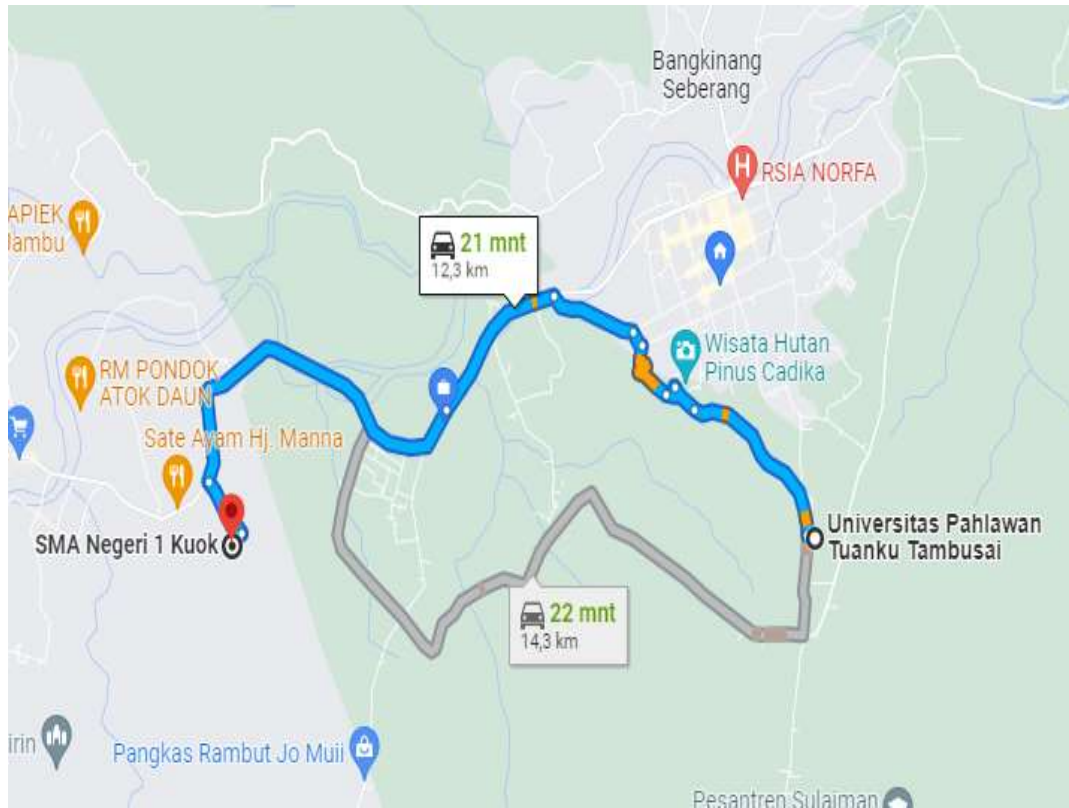 Bangkinang
Seberang
H RSIA NORFA
APIEK
Jambu
21 mnt
12,3 km
Wisata Hutan
Pinus Cadika
RM PONDOK
ATOK DAUN
Sate Ayam Hj. Manna
SMA Negeri 1 Kuok
Universitas Pahlawan
Tuanku Tambusai
22 mnt
14,3 km
irin
Pangkas Rambut Jo Muji
Pesantren Sulaiman